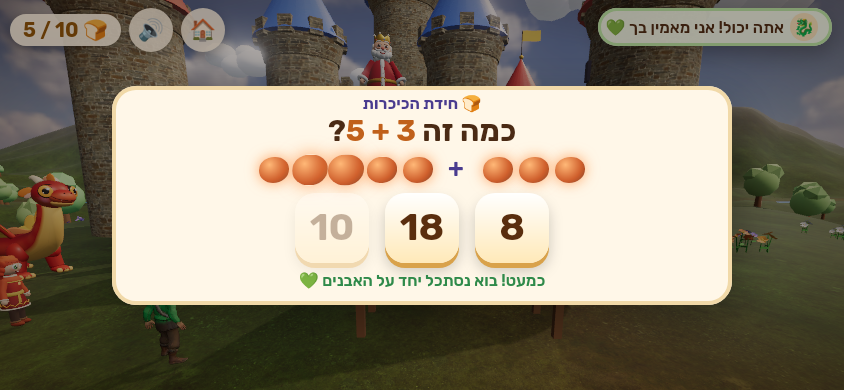 5 / 10
אתה יכול! אני מאמין בך
חידת הכיכרות
כמה זה 3 + 5?
+
10 18 8
כמעט! בוא נסתכל יחד על האבנים